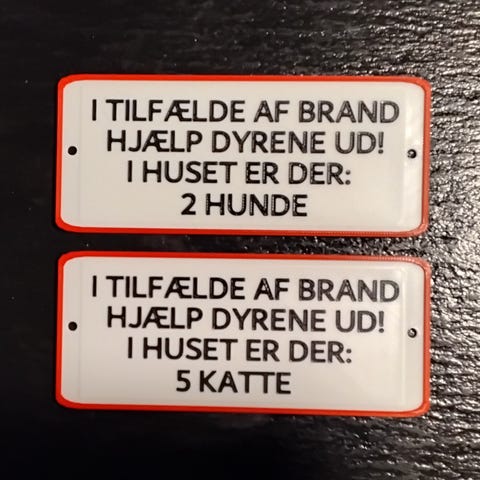 I TILFÆLDE AF BRAND
HJÆLP DYRENE UD!
I HUSET ER DER:
2 HUNDE
I TILFÆLDE AF BRAND
HJÆLP DYRENE UD!
I HUSET ER DER:
5 KATTE